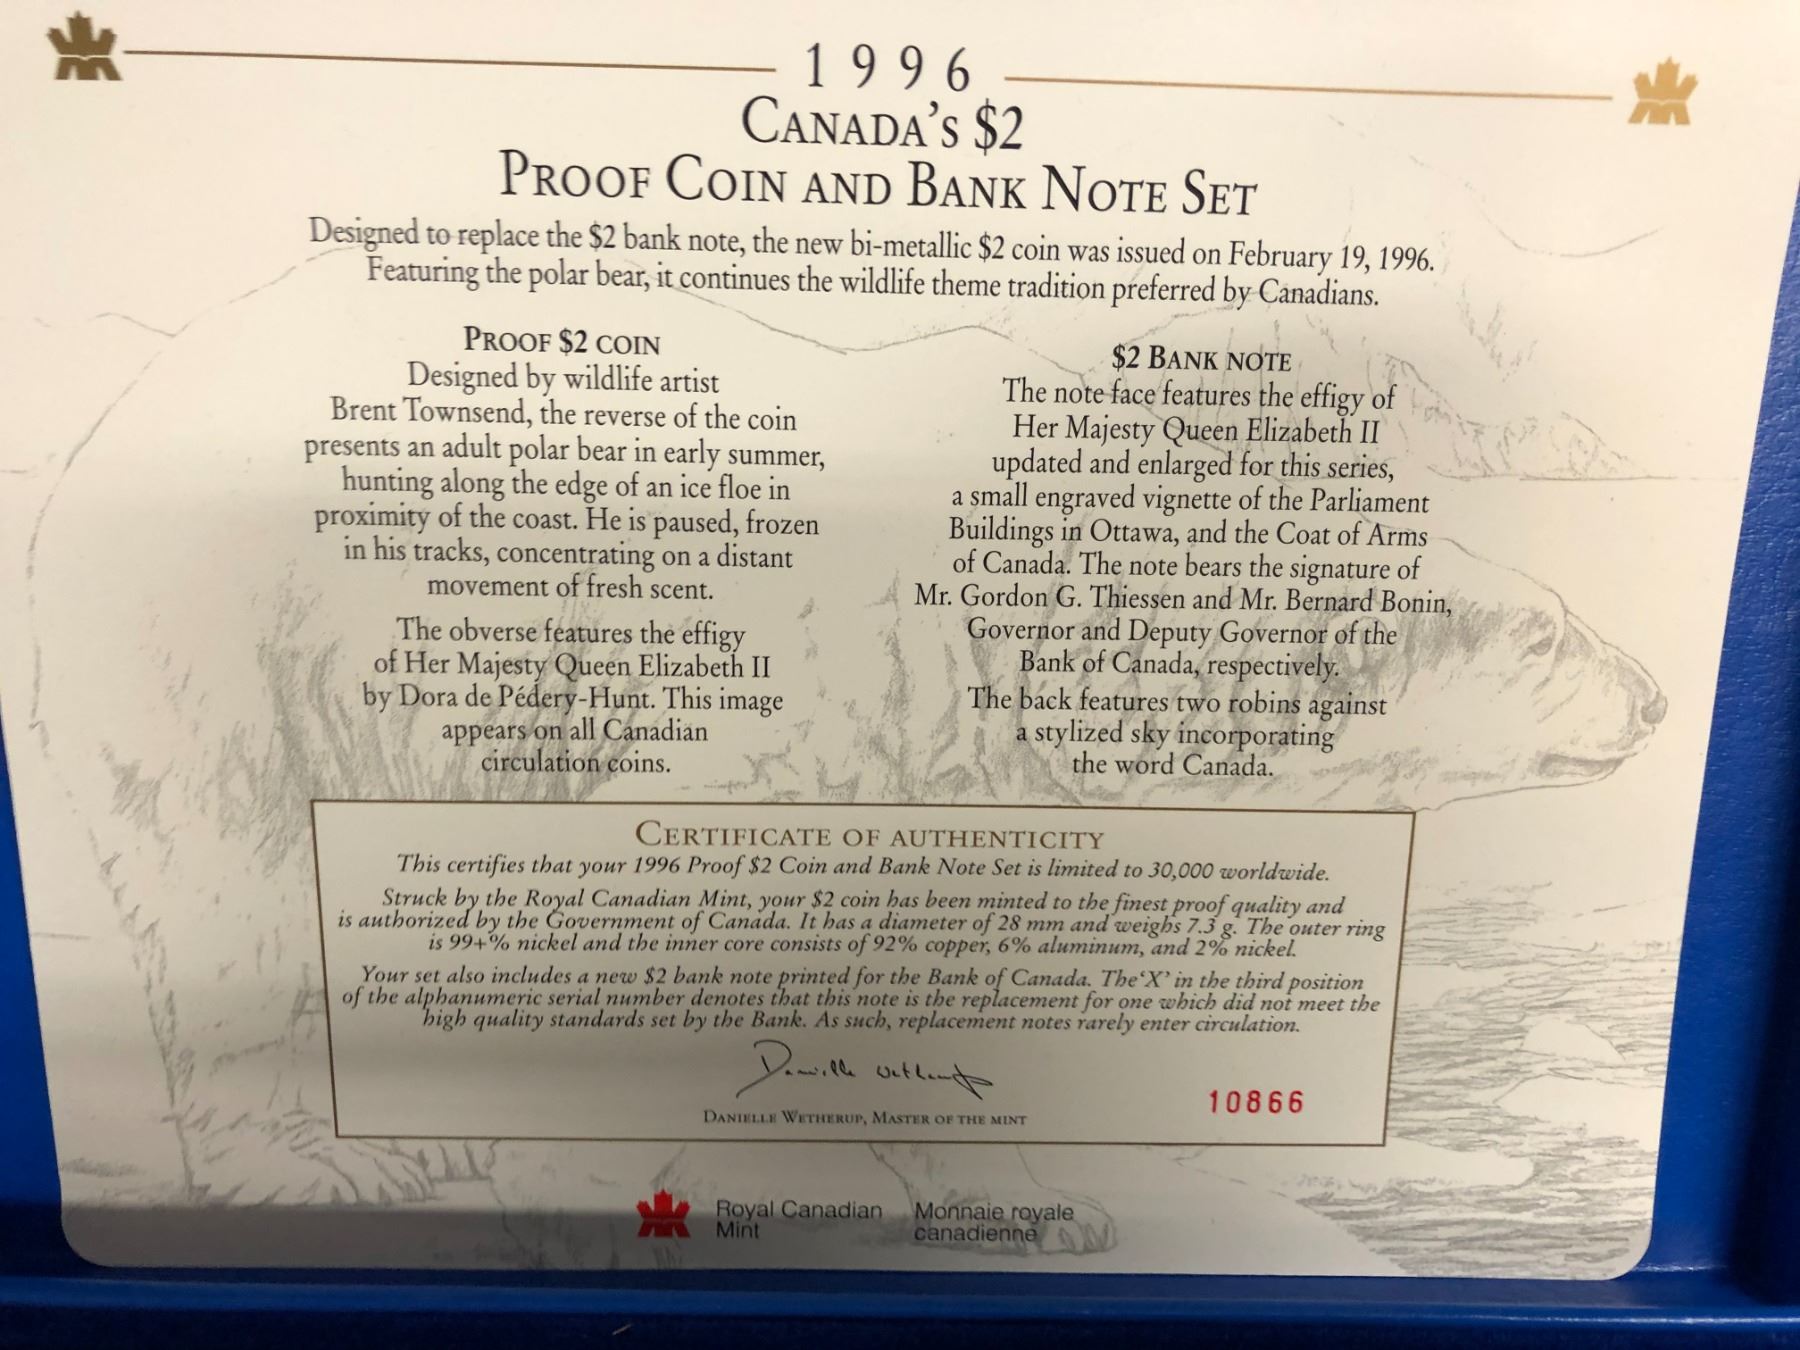 1996
CANADA'S $2
PROOF COIN AND BANK NOTE SET
Designed to replace the $2 bank note, the new bi-metallic $2 coin was issued on February 19, 1996.
Featuring the polar bear, it continues the wildlife theme tradition preferred by Canadians.
PROOF $2 COIN
Designed by wildlife artist
Brent Townsend, the reverse of the coin
presents an adult polar bear in early summer,
hunting along the edge of an ice floe in
proximity of the coast. He is paused, frozen
in his tracks, concentrating on a distant
movement of fresh scent.
The obverse features the effigy
of Her Majesty Queen Elizabeth II
by Dora de Pédery-Hunt. This image
appears on all Canadian
circulation coins.
$2 BANK NOTE
The note face features the effigy of
Her Majesty Queen Elizabeth II
updated and enlarged for this series,
a small engraved vignette of the Parliament
Buildings in Ottawa, and the Coat of Arms
of Canada. The note bears the signature of
Mr. Gordon G. Thiessen and Mr. Bernard Bonin,
Governor and Deputy Governor of the
Bank of Canada, respectively.
The back features two robins against
a stylized sky incorporating
the word Canada.
CERTIFICATE OF AUTHENTICITY
This certifies that your 1996 Proof $2 Coin and Bank Note Set is limited to 30,000 worldwide.
Struck by the Royal Canadian Mint, your $2 coin has been minted to the finest proof quality and
is authorized by the Government of Canada. It has a diameter of 28 mm and weighs 7.3 g. The outer ring
is 99+% nickel and the inner core consists of 92% copper, 6% aluminum, and 2% nickel.
Your set also includes a new $2 bank note printed for the Bank of Canada. The 'X' in the third position
of the alphanumeric serial number denotes that this note is the replacement for one which did not meet the
high quality standards set by the Bank. As such, replacement notes rarely enter circulation.
Danielle Wetherup
DANIELLE WETHERUP, MASTER OF THE MINT
10866
Royal Canadian Mint
Monnaie royale canadienne